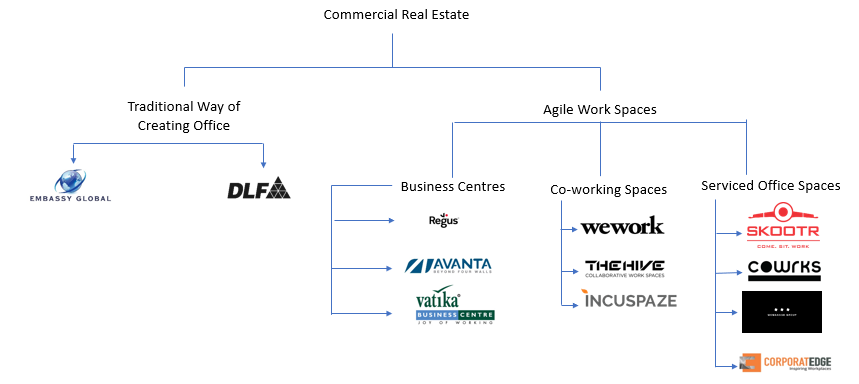 Commercial Real Estate
Traditional Way of
Creating Office
Agile Work Spaces
EMBASSY GLOBAL
DLF
Business Centres
Co-working Spaces
Serviced Office Spaces
Regus
wework
SKOOTR
COME. SIT. WORK
AVANTA
BEYOND FOUR WALLS
THE HIVE
COLLABORATIVE WORK SPACES
COWRKS
vatika
BUSINESS CENTRE
JOY OF WORKING
INCUSPAZE
CORPORATEDGE
Inspiring Workplaces